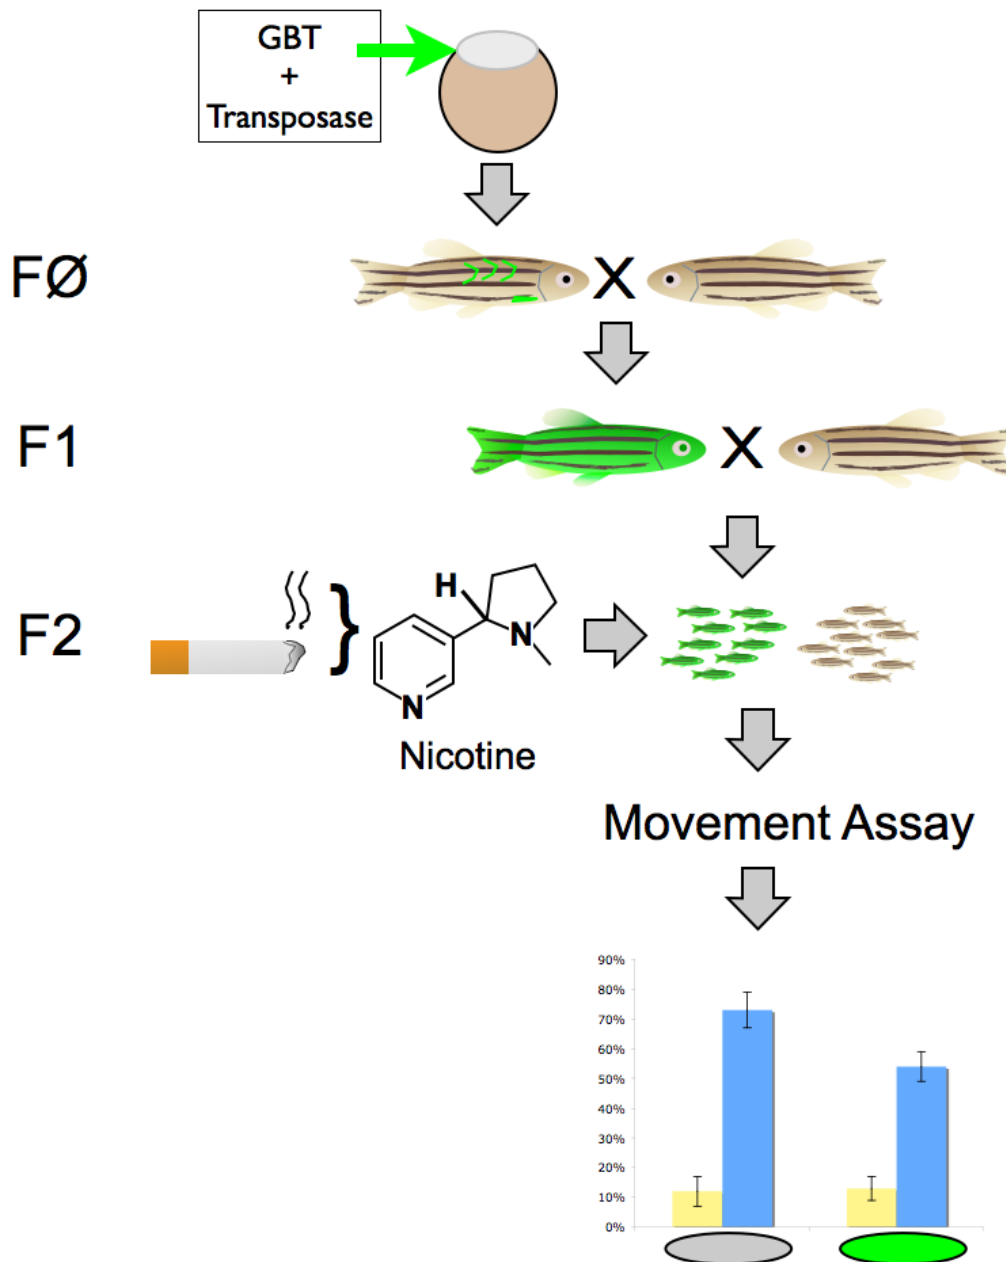 GBT
+
Transposase
FØ
X
F1
X
F2
H
N
N
Nicotine
Movement Assay
90%
80%
70%
60%
50%
40%
30%
20%
10%
0%